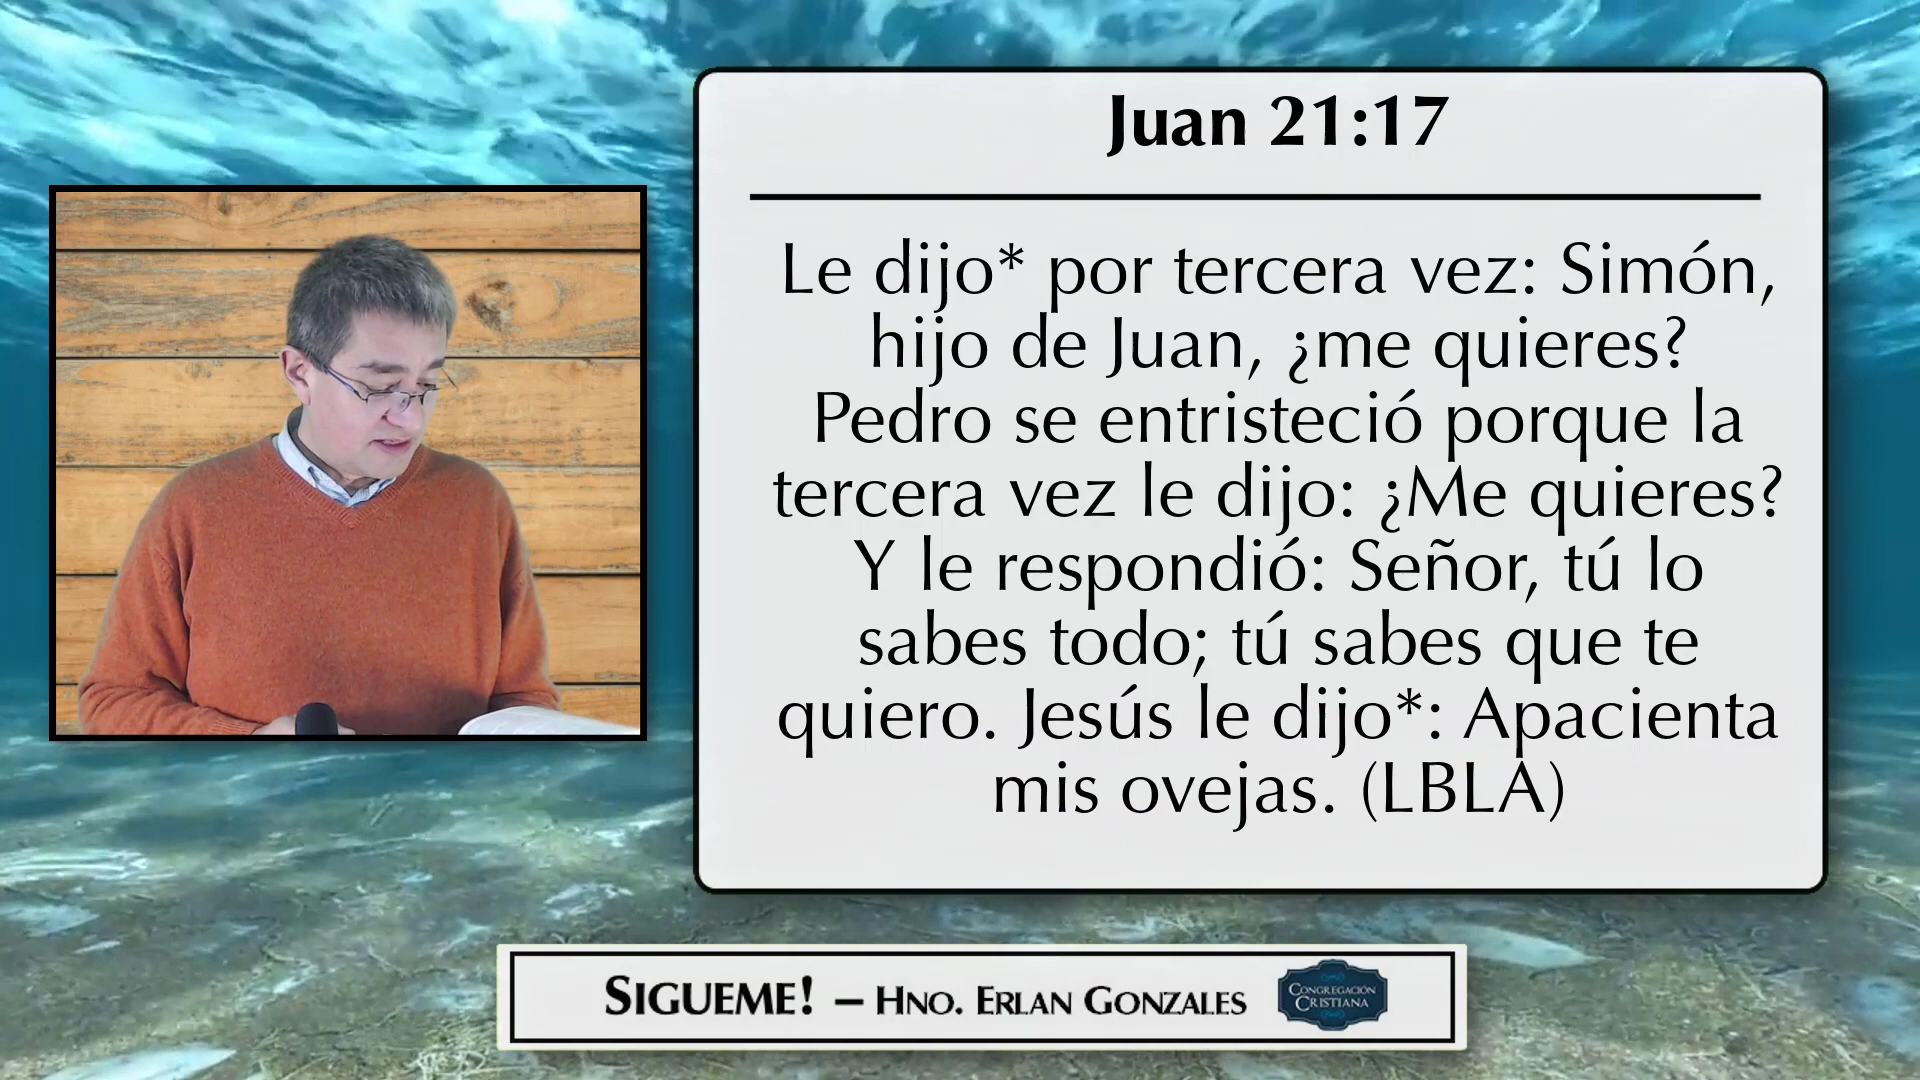 Juan 21:17
Le dijo* por tercera vez: Simón,
hijo de Juan, ¿me quieres?
Pedro se entristeció porque la
tercera vez le dijo: ¿Me quieres?
Y le respondió: Señor, tú lo
sabes todo; tú sabes que te
quiero. Jesús le dijo*: Apacienta
mis ovejas. (LBLA)
SIGUEME! – HNO. ERLAN GONZALES
CONGREGACIÓN
CRISTIANA